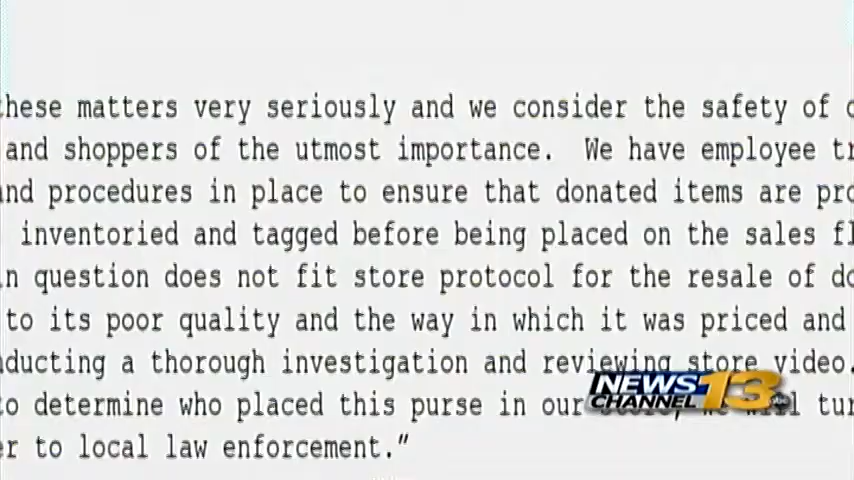 these matters very seriously and we consider the safety of
and shoppers of the utmost importance. We have employee
procedures in place to ensure that donated items are
inventoried and tagged before being placed on the sales
question does not fit store protocol for the resale of
to its poor quality and the way in which it was priced and
a thorough investigation and reviewing store video.
to determine who placed this purse in our store, we will
to local law enforcement.”
NEWS 13
CHANNEL abc